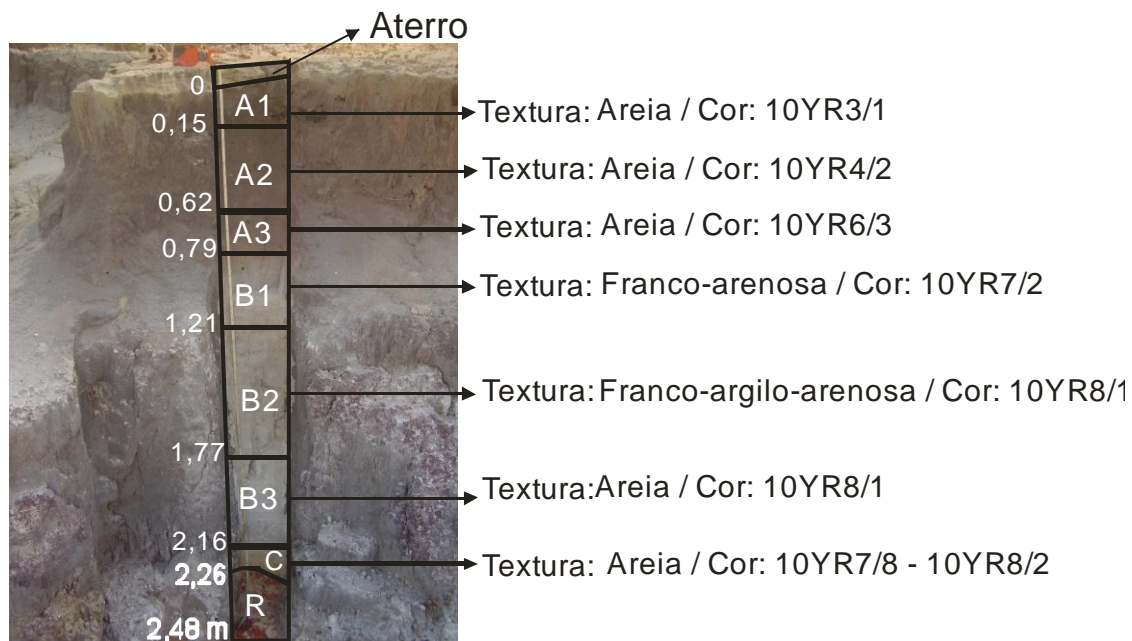 Aterro
0
A1
Textura: Areia / Cor: 10YR3/1
0,15
A2
Textura: Areia / Cor: 10YR4/2
0,62
A3
Textura: Areia / Cor: 10YR6/3
0,79
B1
Textura: Franco-arenosa / Cor: 10YR7/2
1,21
B2
Textura: Franco-argilo-arenosa / Cor: 10YR8/1
1,77
B3
Textura: Areia / Cor: 10YR8/1
2,16
C
Textura: Areia / Cor: 10YR7/8 - 10YR8/2
2,26
R
2,48 m